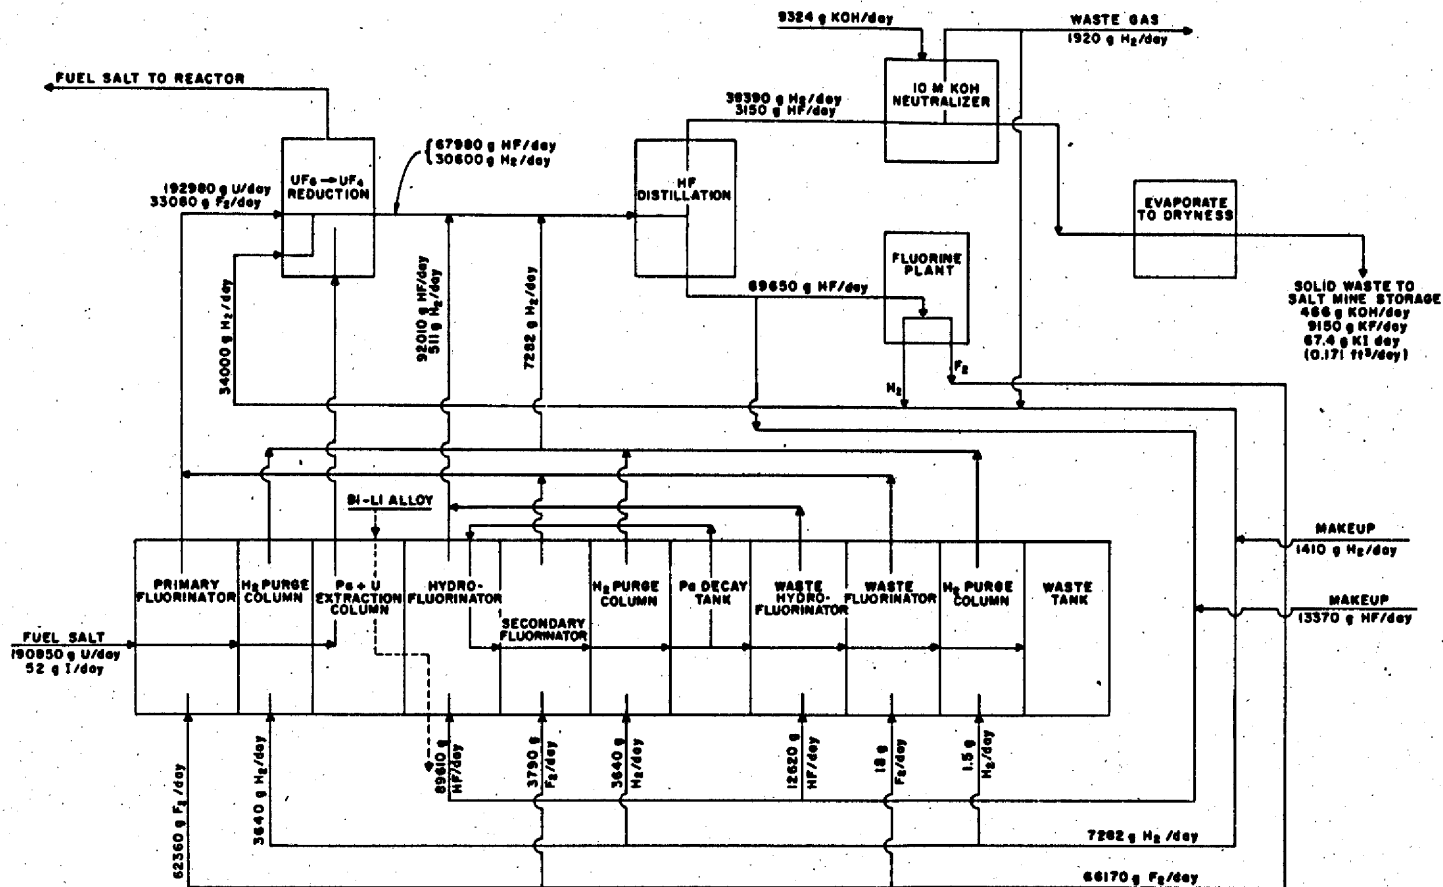 9324 g KOH/day
WASTE GAS
1920 g H₂/day
FUEL SALT TO REACTOR
10 M KOH
NEUTRALIZER
39390 g H₂/day
3150 g HF/day
67980 g HF/day
30600 g H₂/day
UF₆→UF₄
REDUCTION
192980 g U/day
33080 g F₂/day
HF
DISTILLATION
EVAPORATE
TO DRYNESS
FLUORINE
PLANT
69650 g HF/day
SOLID WASTE TO
SALT MINE STORAGE
466 g KOH/day
9150 g KF/day
67.4 g KI day
(0.171 ft³/day)
34000 g H₂/day
92010 g HF/day
511 g H₂/day
7282 g H₂/day
H₂
F₂
BI-LI ALLOY
MAKEUP
1410 g H₂/day
MAKEUP
13370 g HF/day
PRIMARY
FLUORINATOR
H₂ PURGE
COLUMN
Pa + U
EXTRACTION
COLUMN
HYDRO-
FLUORINATOR
SECONDARY
FLUORINATOR
H₂ PURGE
COLUMN
Pa DECAY
TANK
WASTE
HYDRO-
FLUORINATOR
WASTE
FLUORINATOR
H₂ PURGE
COLUMN
WASTE
TANK
FUEL SALT
190850 g U/day
52 g I/day
62360 g F₂/day
3640 g H₂/day
89610 g
HF/day
3790 g
F₂/day
3640 g
H₂/day
12620 g
HF/day
18 g
F₂/day
1.5 g
H₂/day
7282 g H₂/day
66170 g F₂/day